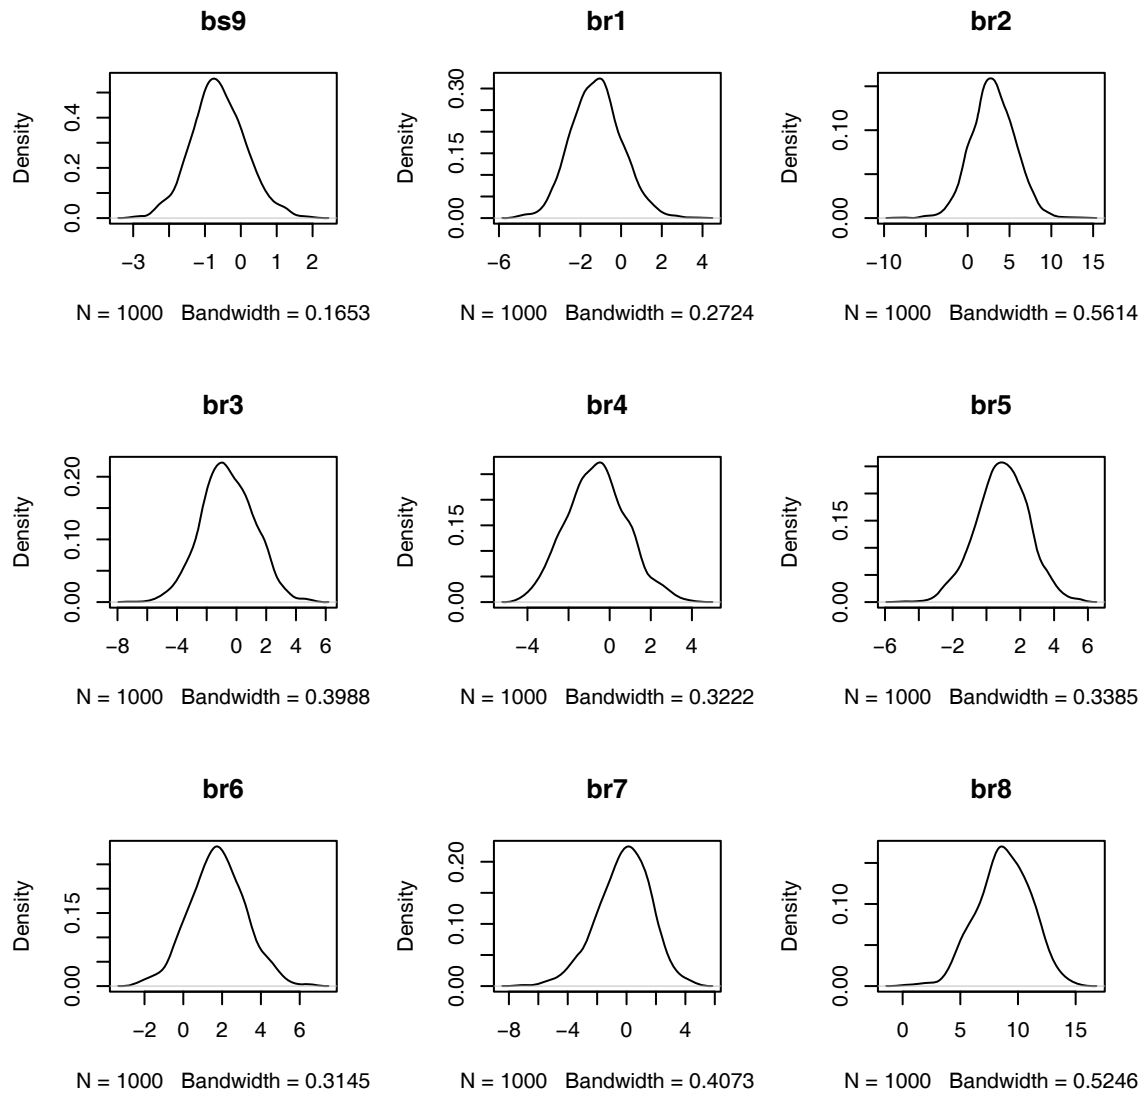 bs9
Density
0.0 0.2 0.4
−3 −1 0 1 2
N = 1000 Bandwidth = 0.1653
br1
Density
0.00 0.15 0.30
−6 −2 0 2 4
N = 1000 Bandwidth = 0.2724
br2
Density
0.00 0.10
−10 0 5 10 15
N = 1000 Bandwidth = 0.5614
br3
Density
0.00 0.10 0.20
−8 −4 0 2 4 6
N = 1000 Bandwidth = 0.3988
br4
Density
0.00 0.15
−4 0 2 4
N = 1000 Bandwidth = 0.3222
br5
Density
0.00 0.15
−6 −2 2 4 6
N = 1000 Bandwidth = 0.3385
br6
Density
0.00 0.15
−2 0 2 4 6
N = 1000 Bandwidth = 0.3145
br7
Density
0.00 0.10 0.20
−8 −4 0 4
N = 1000 Bandwidth = 0.4073
br8
Density
0.00 0.10
0 5 10 15
N = 1000 Bandwidth = 0.5246